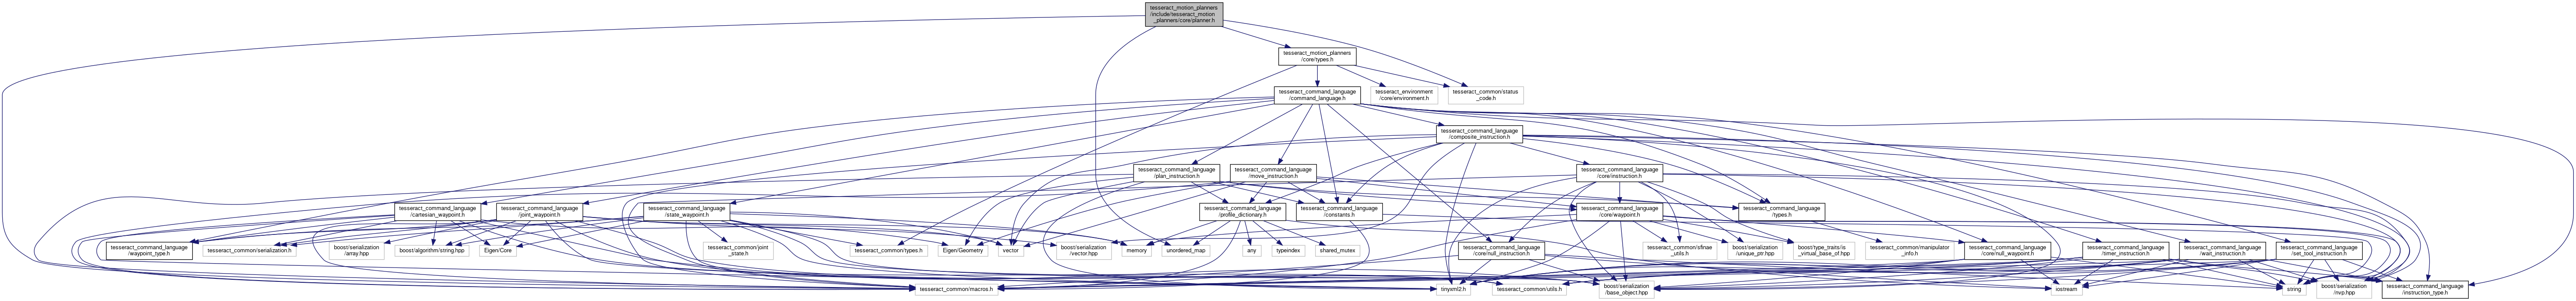 tesseract_motion_planners
/include/tesseract_motion
_planners/core/planner.h
tesseract_motion_planners
/core/types.h
tesseract_command_language
/command_language.h
tesseract_environment
/core/environment.h
tesseract_common/status
_code.h
tesseract_command_language
/composite_instruction.h
tesseract_command_language
/plan_instruction.h
tesseract_command_language
/move_instruction.h
tesseract_command_language
/core/instruction.h
tesseract_command_language
/cartesian_waypoint.h
tesseract_command_language
/joint_waypoint.h
tesseract_command_language
/state_waypoint.h
tesseract_command_language
/profile_dictionary.h
tesseract_command_language
/constants.h
tesseract_command_language
/core/waypoint.h
tesseract_command_language
/types.h
tesseract_command_language
/waypoint_type.h
tesseract_common/serialization.h
boost/serialization
/array.hpp
boost/algorithm/string.hpp
Eigen/Core
tesseract_common/joint
_state.h
tesseract_common/types.h
Eigen/Geometry
vector
boost/serialization
/vector.hpp
memory
unordered_map
any
typeindex
shared_mutex
tesseract_command_language
/core/null_instruction.h
tesseract_common/sfinae
_utils.h
boost/serialization
/unique_ptr.hpp
boost/type_traits/is
_virtual_base_of.hpp
tesseract_common/manipulator
_info.h
tesseract_command_language
/core/null_waypoint.h
tesseract_command_language
/timer_instruction.h
tesseract_command_language
/wait_instruction.h
tesseract_command_language
/set_tool_instruction.h
tesseract_common/macros.h
tinyxml2.h
tesseract_common/utils.h
boost/serialization
/base_object.hpp
iostream
string
boost/serialization
/nvp.hpp
tesseract_command_language
/instruction_type.h